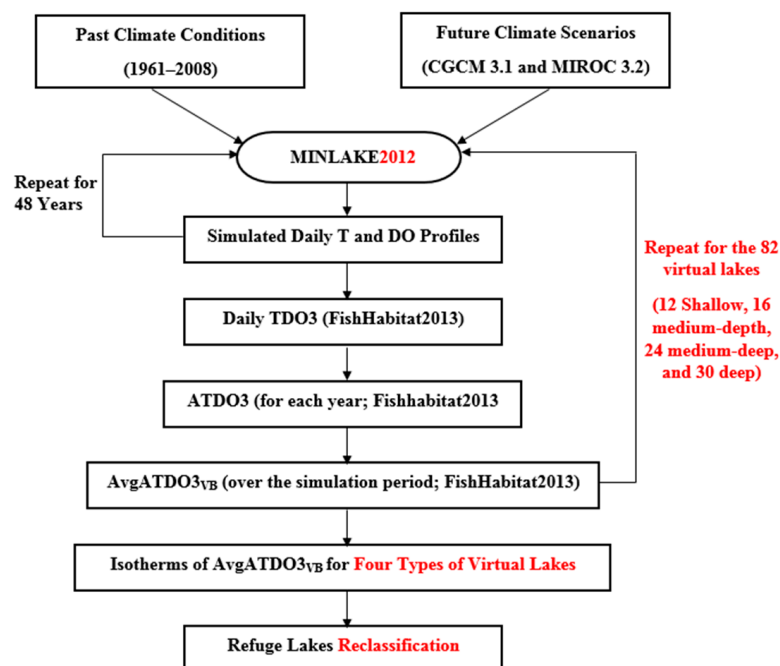 Past Climate Conditions
(1961–2008)
Future Climate Scenarios
(CGCM 3.1 and MIROC 3.2)
MINLAKE2012
Repeat for
48 Years
Simulated Daily T and DO Profiles
Repeat for the 82
virtual lakes
(12 Shallow, 16
medium-depth,
24 medium-deep,
and 30 deep)
Daily TDO3 (FishHabitat2013)
ATDO3 (for each year; Fishhabitat2013
AvgATDO3VB (over the simulation period; FishHabitat2013)
Isotherms of AvgATDO3VB for Four Types of Virtual Lakes
Refuge Lakes Reclassification